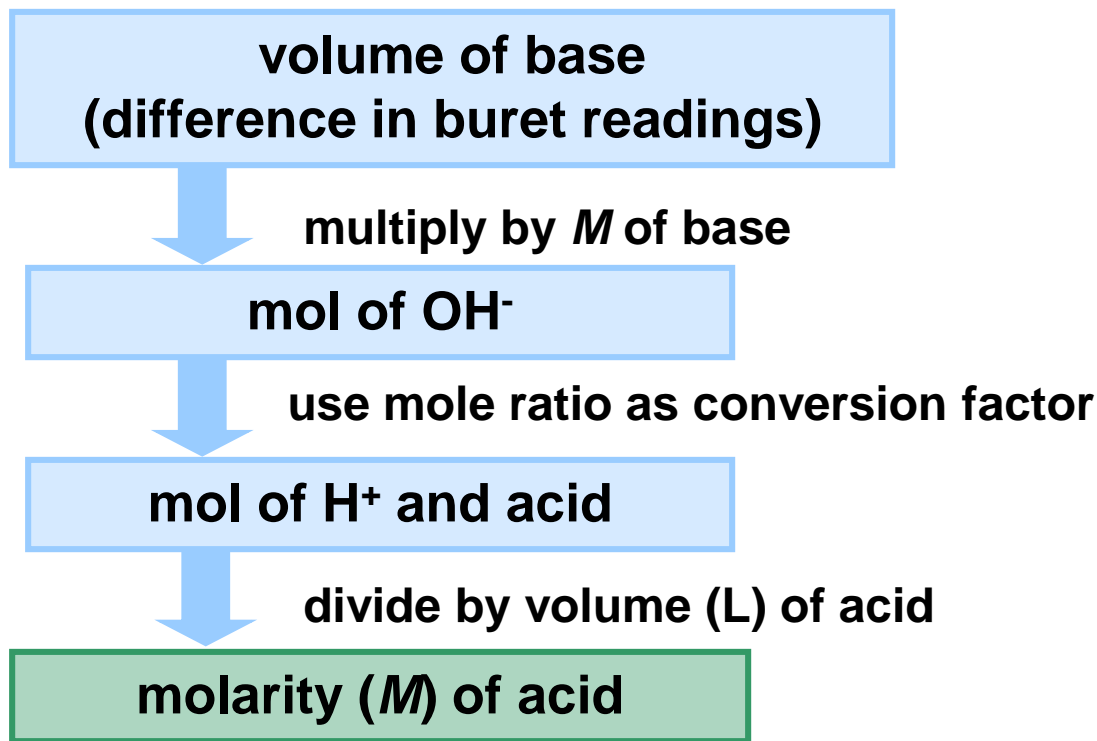 volume of base
(difference in buret readings)
multiply by M of base
mol of OH⁻
use mole ratio as conversion factor
mol of H⁺ and acid
divide by volume (L) of acid
molarity (M) of acid